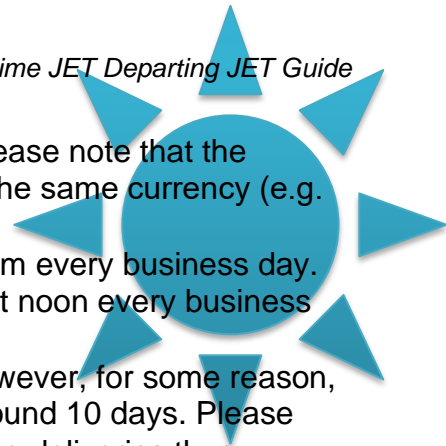 ime JET Departing JET Guide
ease note that the
he same currency (e.g.
m every business day.
t noon every business
wever, for some reason,
ound 10 days. Please